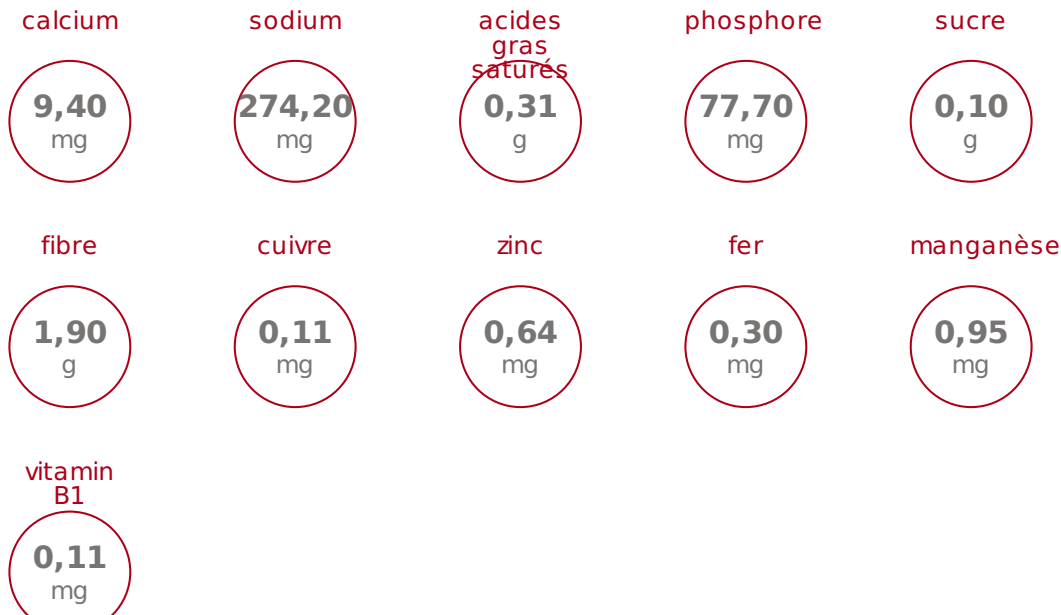 calcium
sodium
acides
gras
saturés
phosphore
sucre
9,40
mg
274,20
mg
0,31
g
77,70
mg
0,10
g
fibre
cuivre
zinc
fer
manganèse
1,90
g
0,11
mg
0,64
mg
0,30
mg
0,95
mg
vitamin
B1
0,11
mg